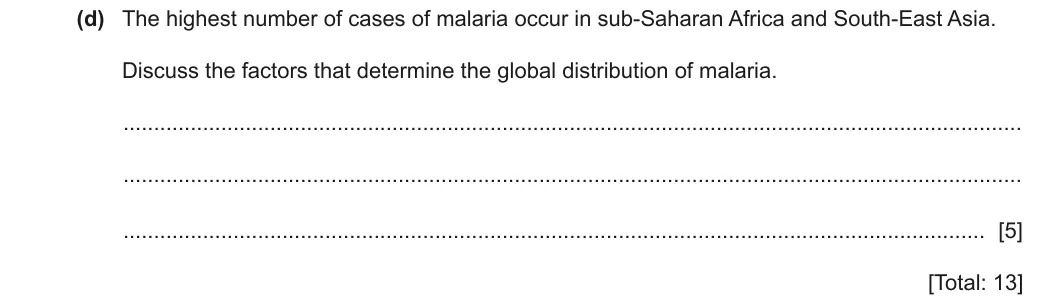 (d) The highest number of cases of malaria occur in sub-Saharan Africa and South-East Asia.
Discuss the factors that determine the global distribution of malaria.
....................................................................................................................................................
....................................................................................................................................................
.............................................................................................................................................. [5]
[Total: 13]